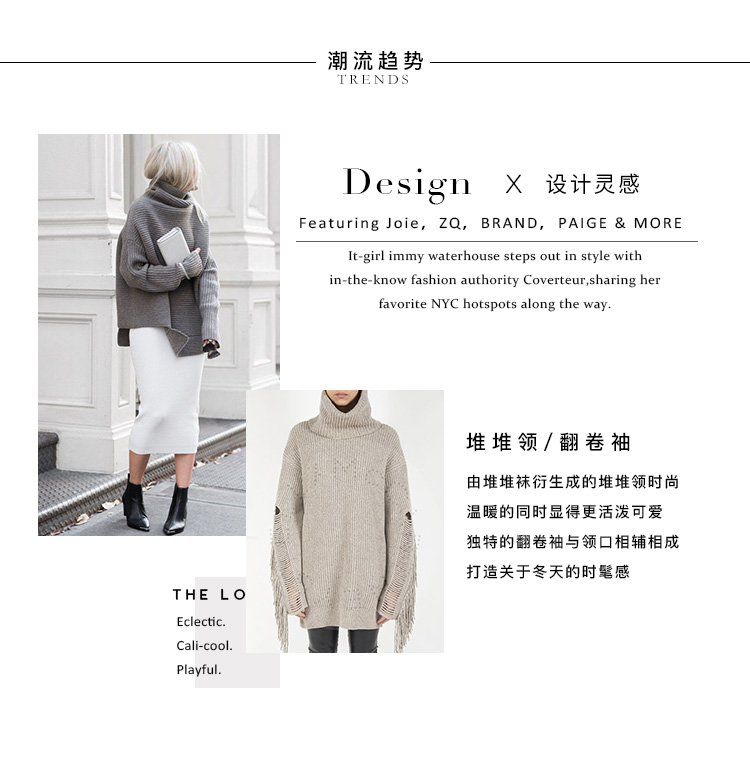 潮流趋势
TRENDS
Design X 设计灵感
Featuring Joie, ZQ, BRAND, PAIGE & MORE
It-girl immy waterhouse steps out in style with
in-the-know fashion authority Coverteur,sharing her
favorite NYC hotspots along the way.
堆堆领/翻卷袖
由堆堆袜衍生成的堆堆领时尚
温暖的同时显得更活泼可爱
独特的翻卷袖与领口相辅相成
打造关于冬天的时髦感
THE LO
Eclectic.
Cali-cool.
Playful.